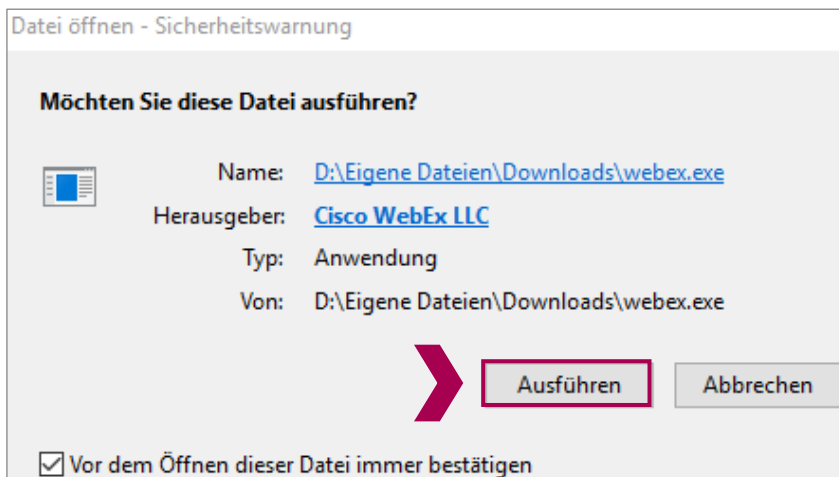 Datei öffnen - Sicherheitswarnung
Möchten Sie diese Datei ausführen?
Name: D:\Eigene Dateien\Downloads\webex.exe
Herausgeber: Cisco WebEx LLC
Typ: Anwendung
Von: D:\Eigene Dateien\Downloads\webex.exe
Ausführen Abbrechen
Vor dem Öffnen dieser Datei immer bestätigen